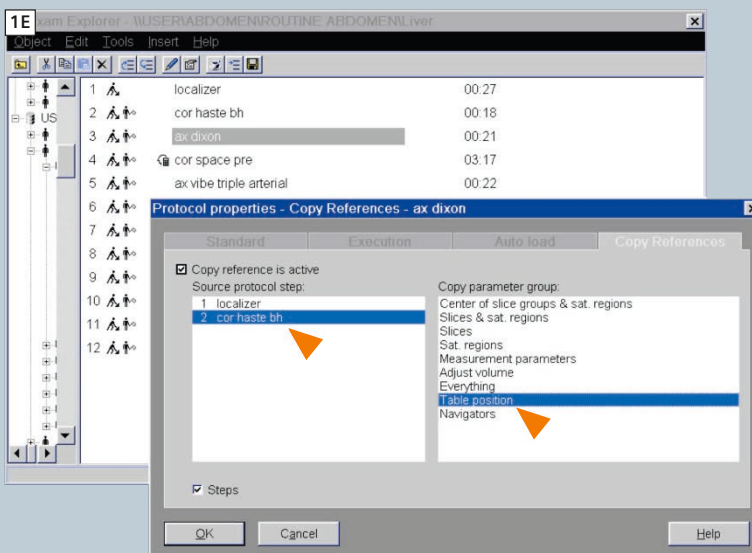 1E
xam Explorer - \\USER\ABDOMEN\ROUTINE ABDOMEN\Liver
Object Edit Tools Insert Help
US
1 localizer 00:27
2 cor haste bh 00:18
3 ax dixon 00:21
4 cor space pre 03:17
5 ax vibe triple arterial 00:22
6
7
8
9
10
11
12
Protocol properties - Copy References - ax dixon
Standard Execution Auto load Copy References
Copy reference is active
Source protocol step:
1 localizer
2 cor haste bh
Copy parameter group:
Center of slice groups & sat. regions
Slices & sat. regions
Slices
Sat. regions
Measurement parameters
Adjust volume
Everything
Table position
Navigators
Steps
OK Cancel Help